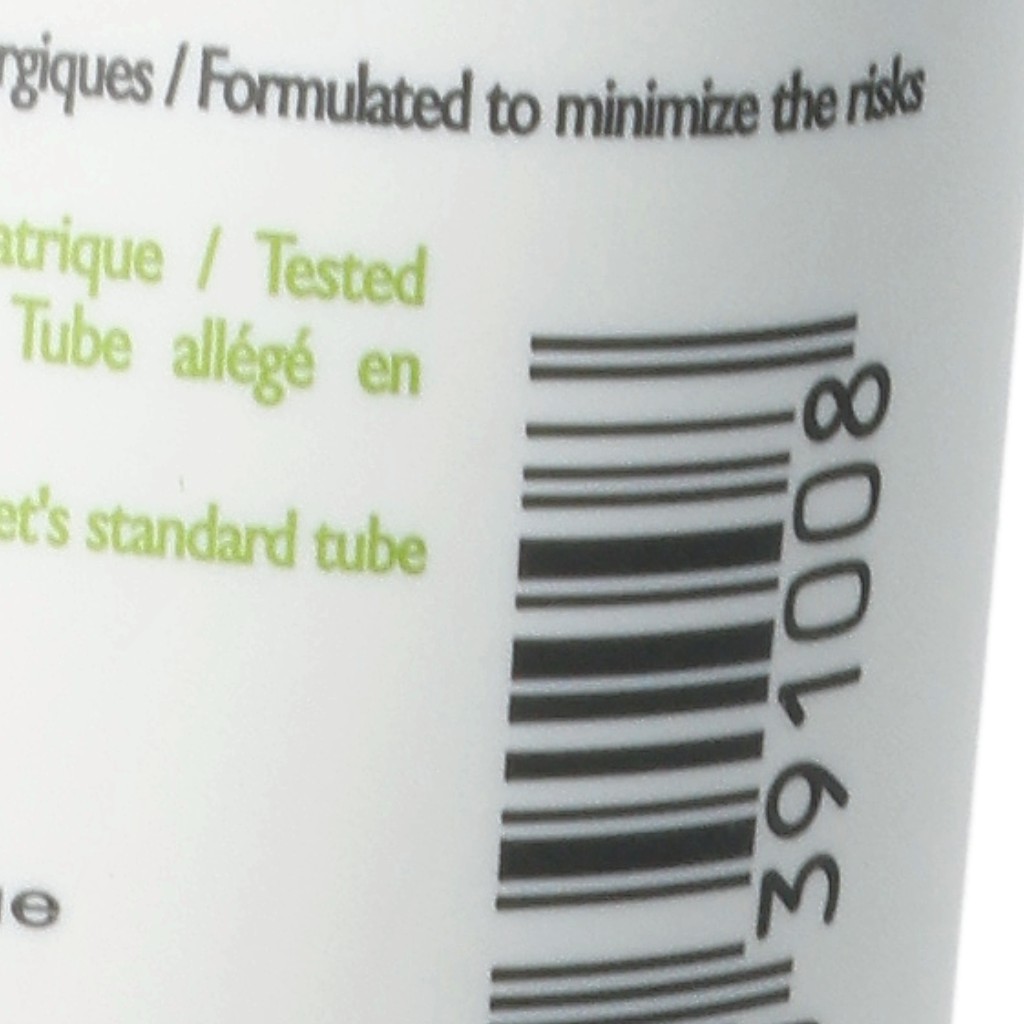 rgiques / Formulated to minimize the risks
atrique / Tested
Tube allégé en
et's standard tube
391008